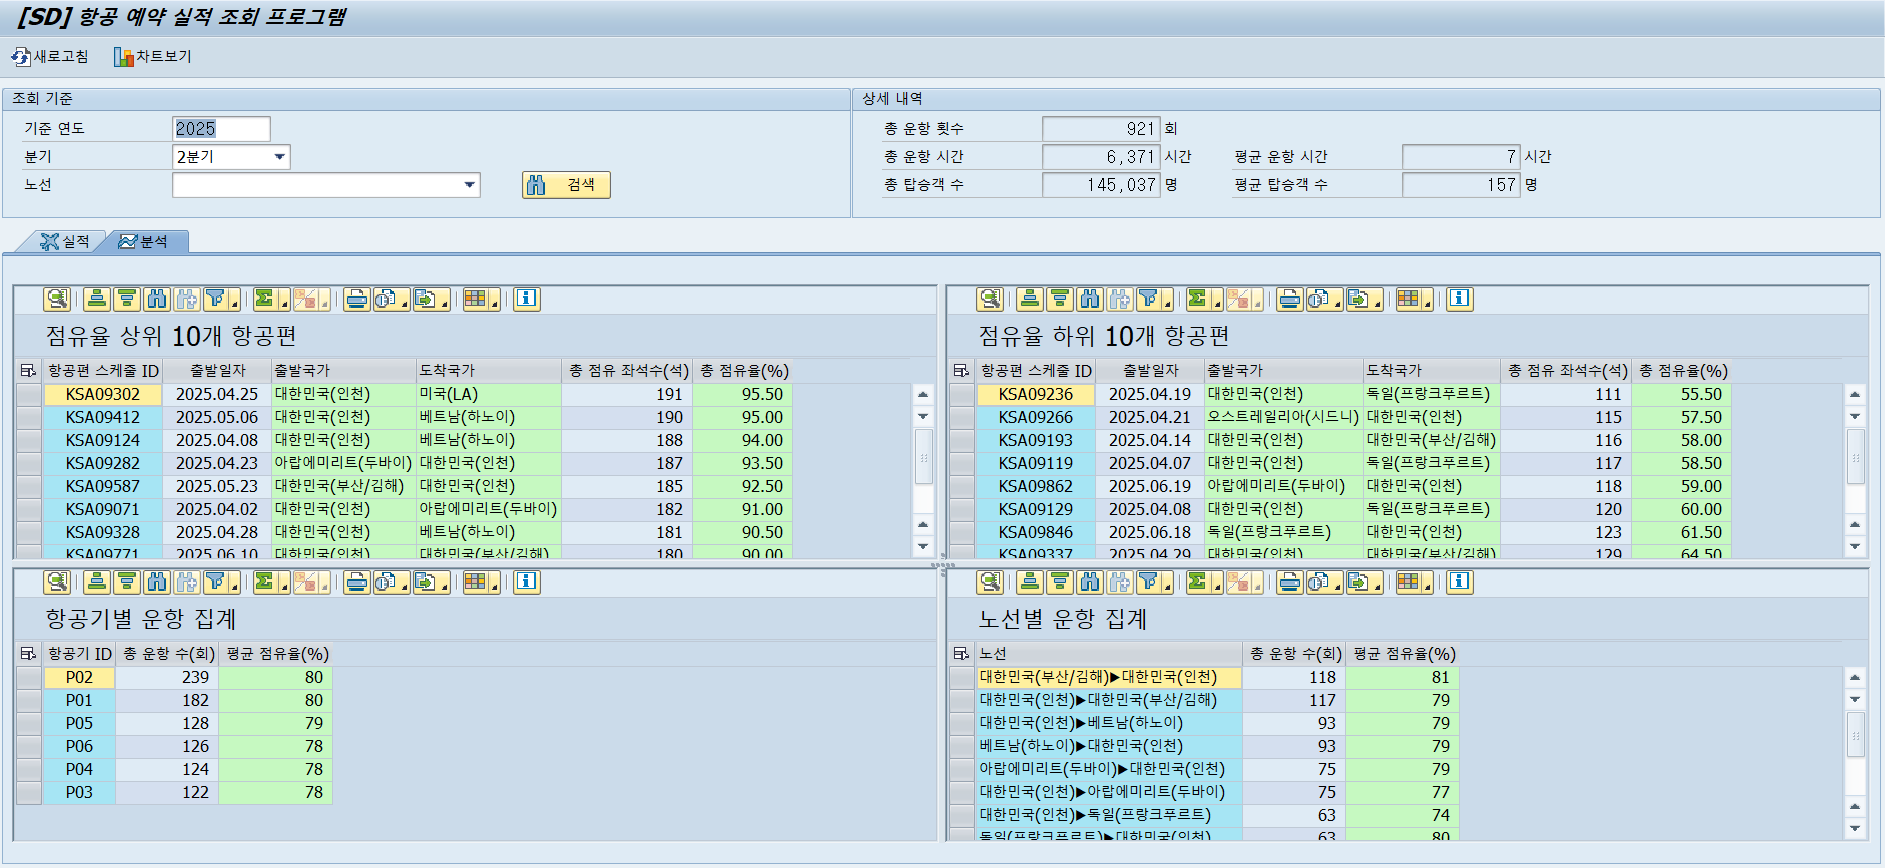 [SD] 항공 예약 실적 조회 프로그램
새로고침 차트보기
조회 기준
기준 연도 2025
분기 2분기
노선 검색
상세 내역
총 운항 횟수 921 회
총 운항 시간 6,371 시간 평균 운항 시간 7 시간
총 탑승객 수 145,037 명 평균 탑승객 수 157 명
실적 분석
점유율 상위 10개 항공편
항공편 스케줄 ID 출발일자 출발국가 도착국가 총 점유 좌석수(석) 총 점유율(%)
KSA09302 2025.04.25 대한민국(인천) 미국(LA) 191 95.50
KSA09412 2025.05.06 대한민국(인천) 베트남(하노이) 190 95.00
KSA09124 2025.04.08 대한민국(인천) 베트남(하노이) 188 94.00
KSA09282 2025.04.23 아랍에미리트(두바이) 대한민국(인천) 187 93.50
KSA09587 2025.05.23 대한민국(부산/김해) 대한민국(인천) 185 92.50
KSA09071 2025.04.02 대한민국(인천) 아랍에미리트(두바이) 182 91.00
KSA09328 2025.04.28 대한민국(인천) 베트남(하노이) 181 90.50
KSA09771 2025.06.10 대한민국(인천) 대한민국(부산/김해) 180 90.00
점유율 하위 10개 항공편
항공편 스케줄 ID 출발일자 출발국가 도착국가 총 점유 좌석수(석) 총 점유율(%)
KSA09236 2025.04.19 대한민국(인천) 독일(프랑크푸르트) 111 55.50
KSA09266 2025.04.21 오스트레일리아(시드니) 대한민국(인천) 115 57.50
KSA09193 2025.04.14 대한민국(인천) 대한민국(부산/김해) 116 58.00
KSA09119 2025.04.07 대한민국(인천) 독일(프랑크푸르트) 117 58.50
KSA09862 2025.06.19 아랍에미리트(두바이) 대한민국(인천) 118 59.00
KSA09129 2025.04.08 대한민국(인천) 독일(프랑크푸르트) 120 60.00
KSA09846 2025.06.18 독일(프랑크푸르트) 대한민국(인천) 123 61.50
KSA09337 2025.04.29 대한민국(인천) 대한민국(부산/김해) 129 64.50
항공기별 운항 집계
항공기 ID 총 운항 수(회) 평균 점유율(%)
P02 239 80
P01 182 80
P05 128 79
P06 126 78
P04 124 78
P03 122 78
노선별 운항 집계
노선 총 운항 수(회) 평균 점유율(%)
대한민국(부산/김해)▶대한민국(인천) 118 81
대한민국(인천)▶대한민국(부산/김해) 117 79
대한민국(인천)▶베트남(하노이) 93 79
베트남(하노이)▶대한민국(인천) 93 79
아랍에미리트(두바이)▶대한민국(인천) 75 79
대한민국(인천)▶아랍에미리트(두바이) 75 77
대한민국(인천)▶독일(프랑크푸르트) 63 74
독일(프랑크푸르트)▶대한민국(인천) 63 80